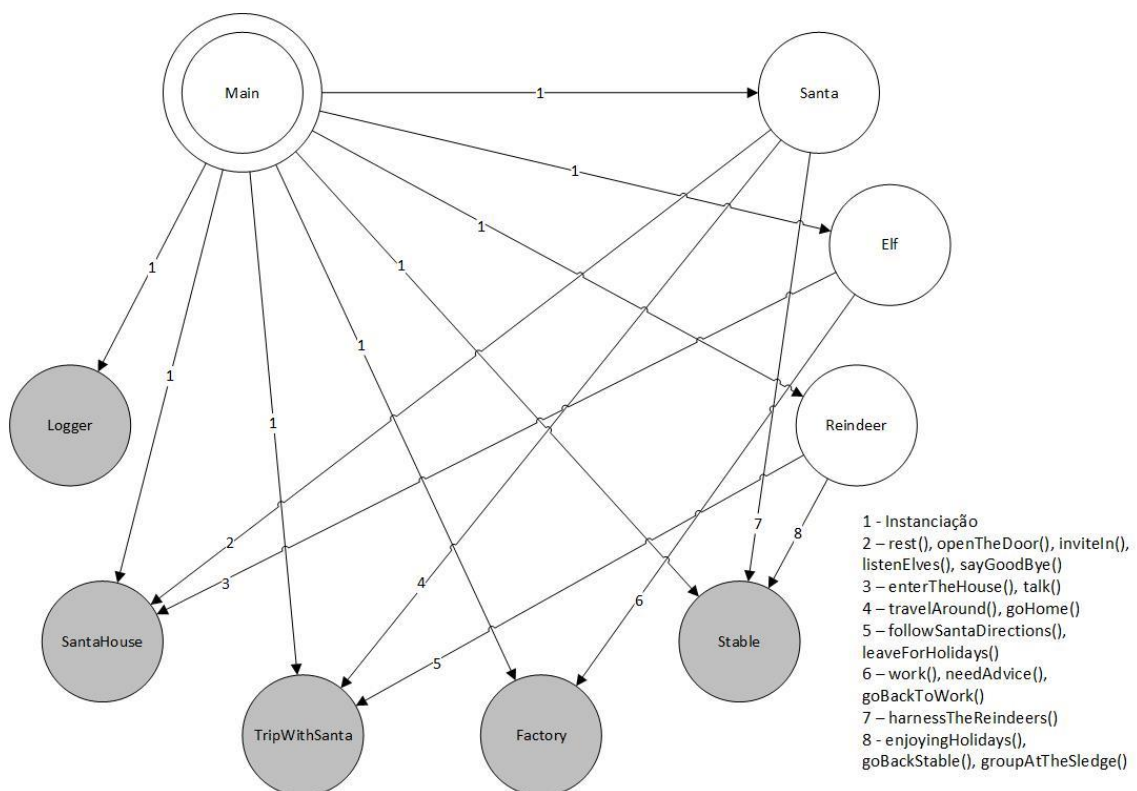 Main
1
Santa
1
Elf
1
1
1
1
1
1
Reindeer
Logger
2
3
4
5
6
7
8
SantaHouse
TripWithSanta
Factory
Stable
1 - Instanciação
2 – rest(), openTheDoor(), inviteIn(),
listenElves(), sayGoodBye()
3 – enterTheHouse(), talk()
4 – travelAround(), goHome()
5 – followSantaDirections(),
leaveForHolidays()
6 – work(), needAdvice(),
goBackToWork()
7 – harnessTheReindeers()
8 - enjoyingHolidays(),
goBackStable(), groupAtTheSledge()